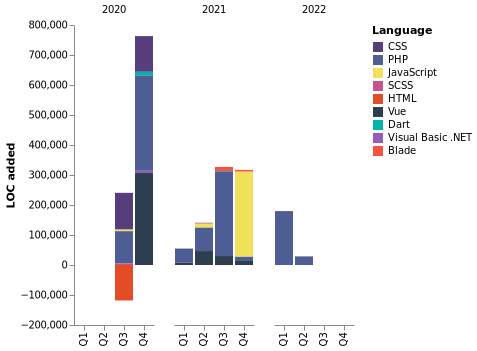 2020 2021 2022
800,000
700,000
600,000
500,000
400,000
300,000
200,000
100,000
0
−100,000
−200,000
LOC added
Q1 Q2 Q3 Q4 Q1 Q2 Q3 Q4 Q1 Q2 Q3 Q4
Language
CSS
PHP
JavaScript
SCSS
HTML
Vue
Dart
Visual Basic .NET
Blade